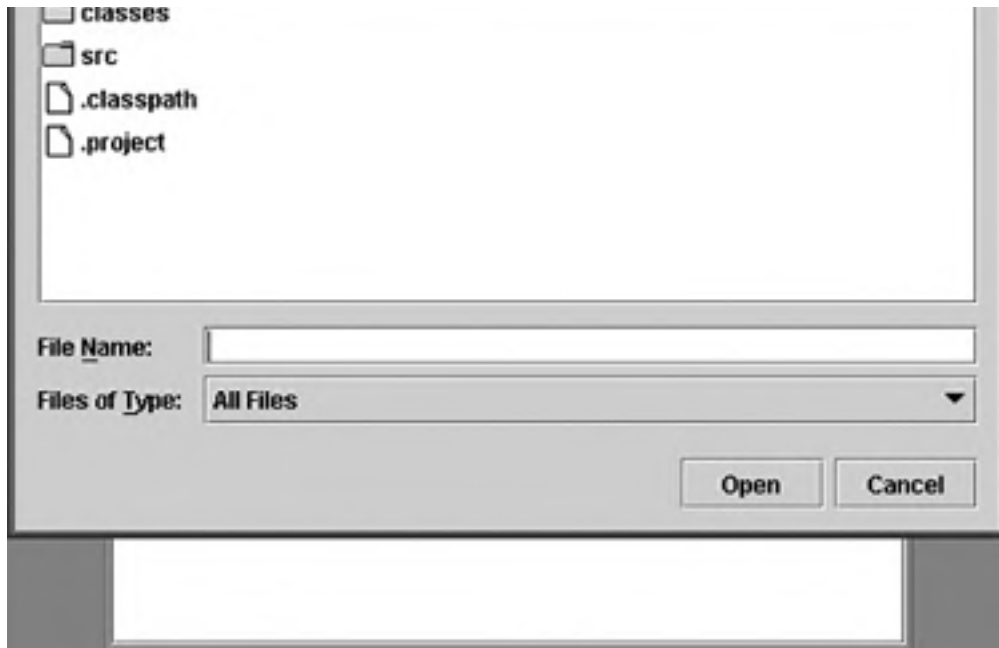 classes
src
.classpath
.project
File Name:
Files of Type: All Files
Open Cancel